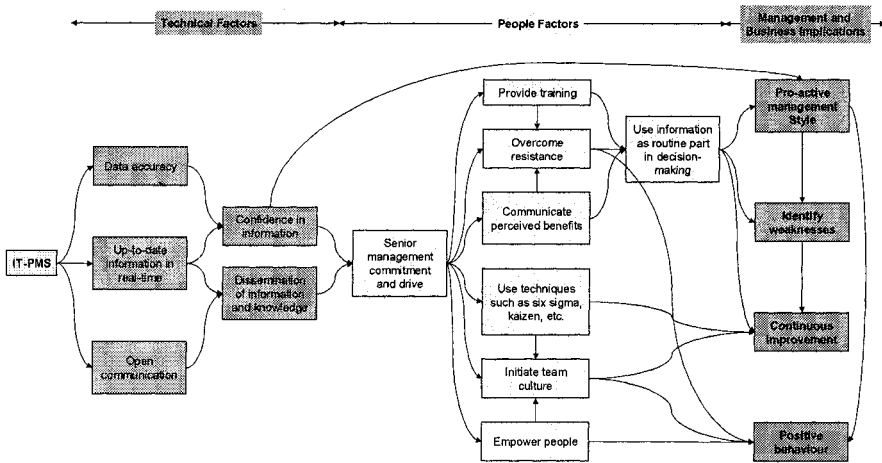 Technical Factors
People Factors
Management and
Business Implications
IT-PMS
Data accuracy
Up-to-date
information in
real-time
Open
communication
Confidence in
information
Dissemination
of information
and knowledge
Senior
management
commitment
and drive
Provide training
Overcome
resistance
Communicate
perceived benefits
Use techniques
such as six sigma,
kaizen, etc.
Initiate team
culture
Empower people
Use information
as routine part
in decision-
making
Pro-active
management
Style
Identify
weaknesses
Continuous
Improvement
Positive
behaviour